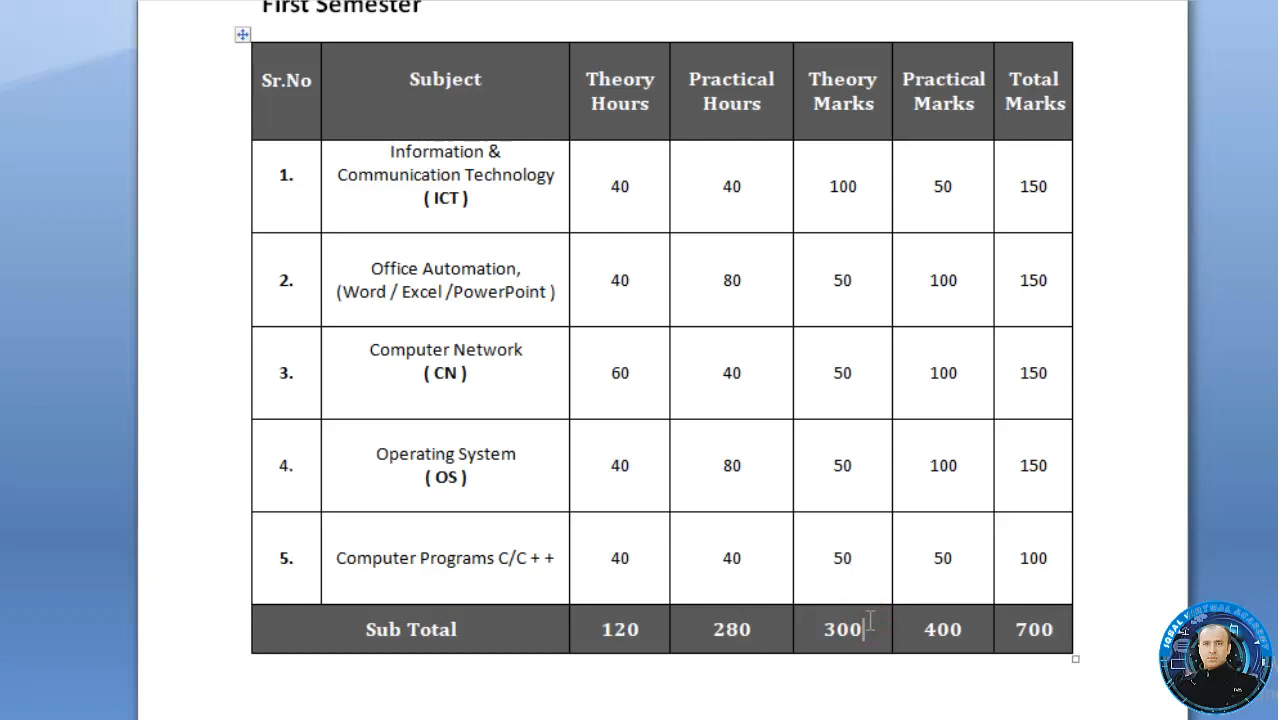 First Semester
Sr.No Subject Theory Hours Practical Hours Theory Marks Practical Marks Total Marks
1. Information & Communication Technology ( ICT ) 40 40 100 50 150
2. Office Automation, (Word / Excel /PowerPoint ) 40 80 50 100 150
3. Computer Network ( CN ) 60 40 50 100 150
4. Operating System ( OS ) 40 80 50 100 150
5. Computer Programs C/C + + 40 40 50 50 100
Sub Total 120 280 300 400 700
IQBAL VIRTUAL ACADEMY